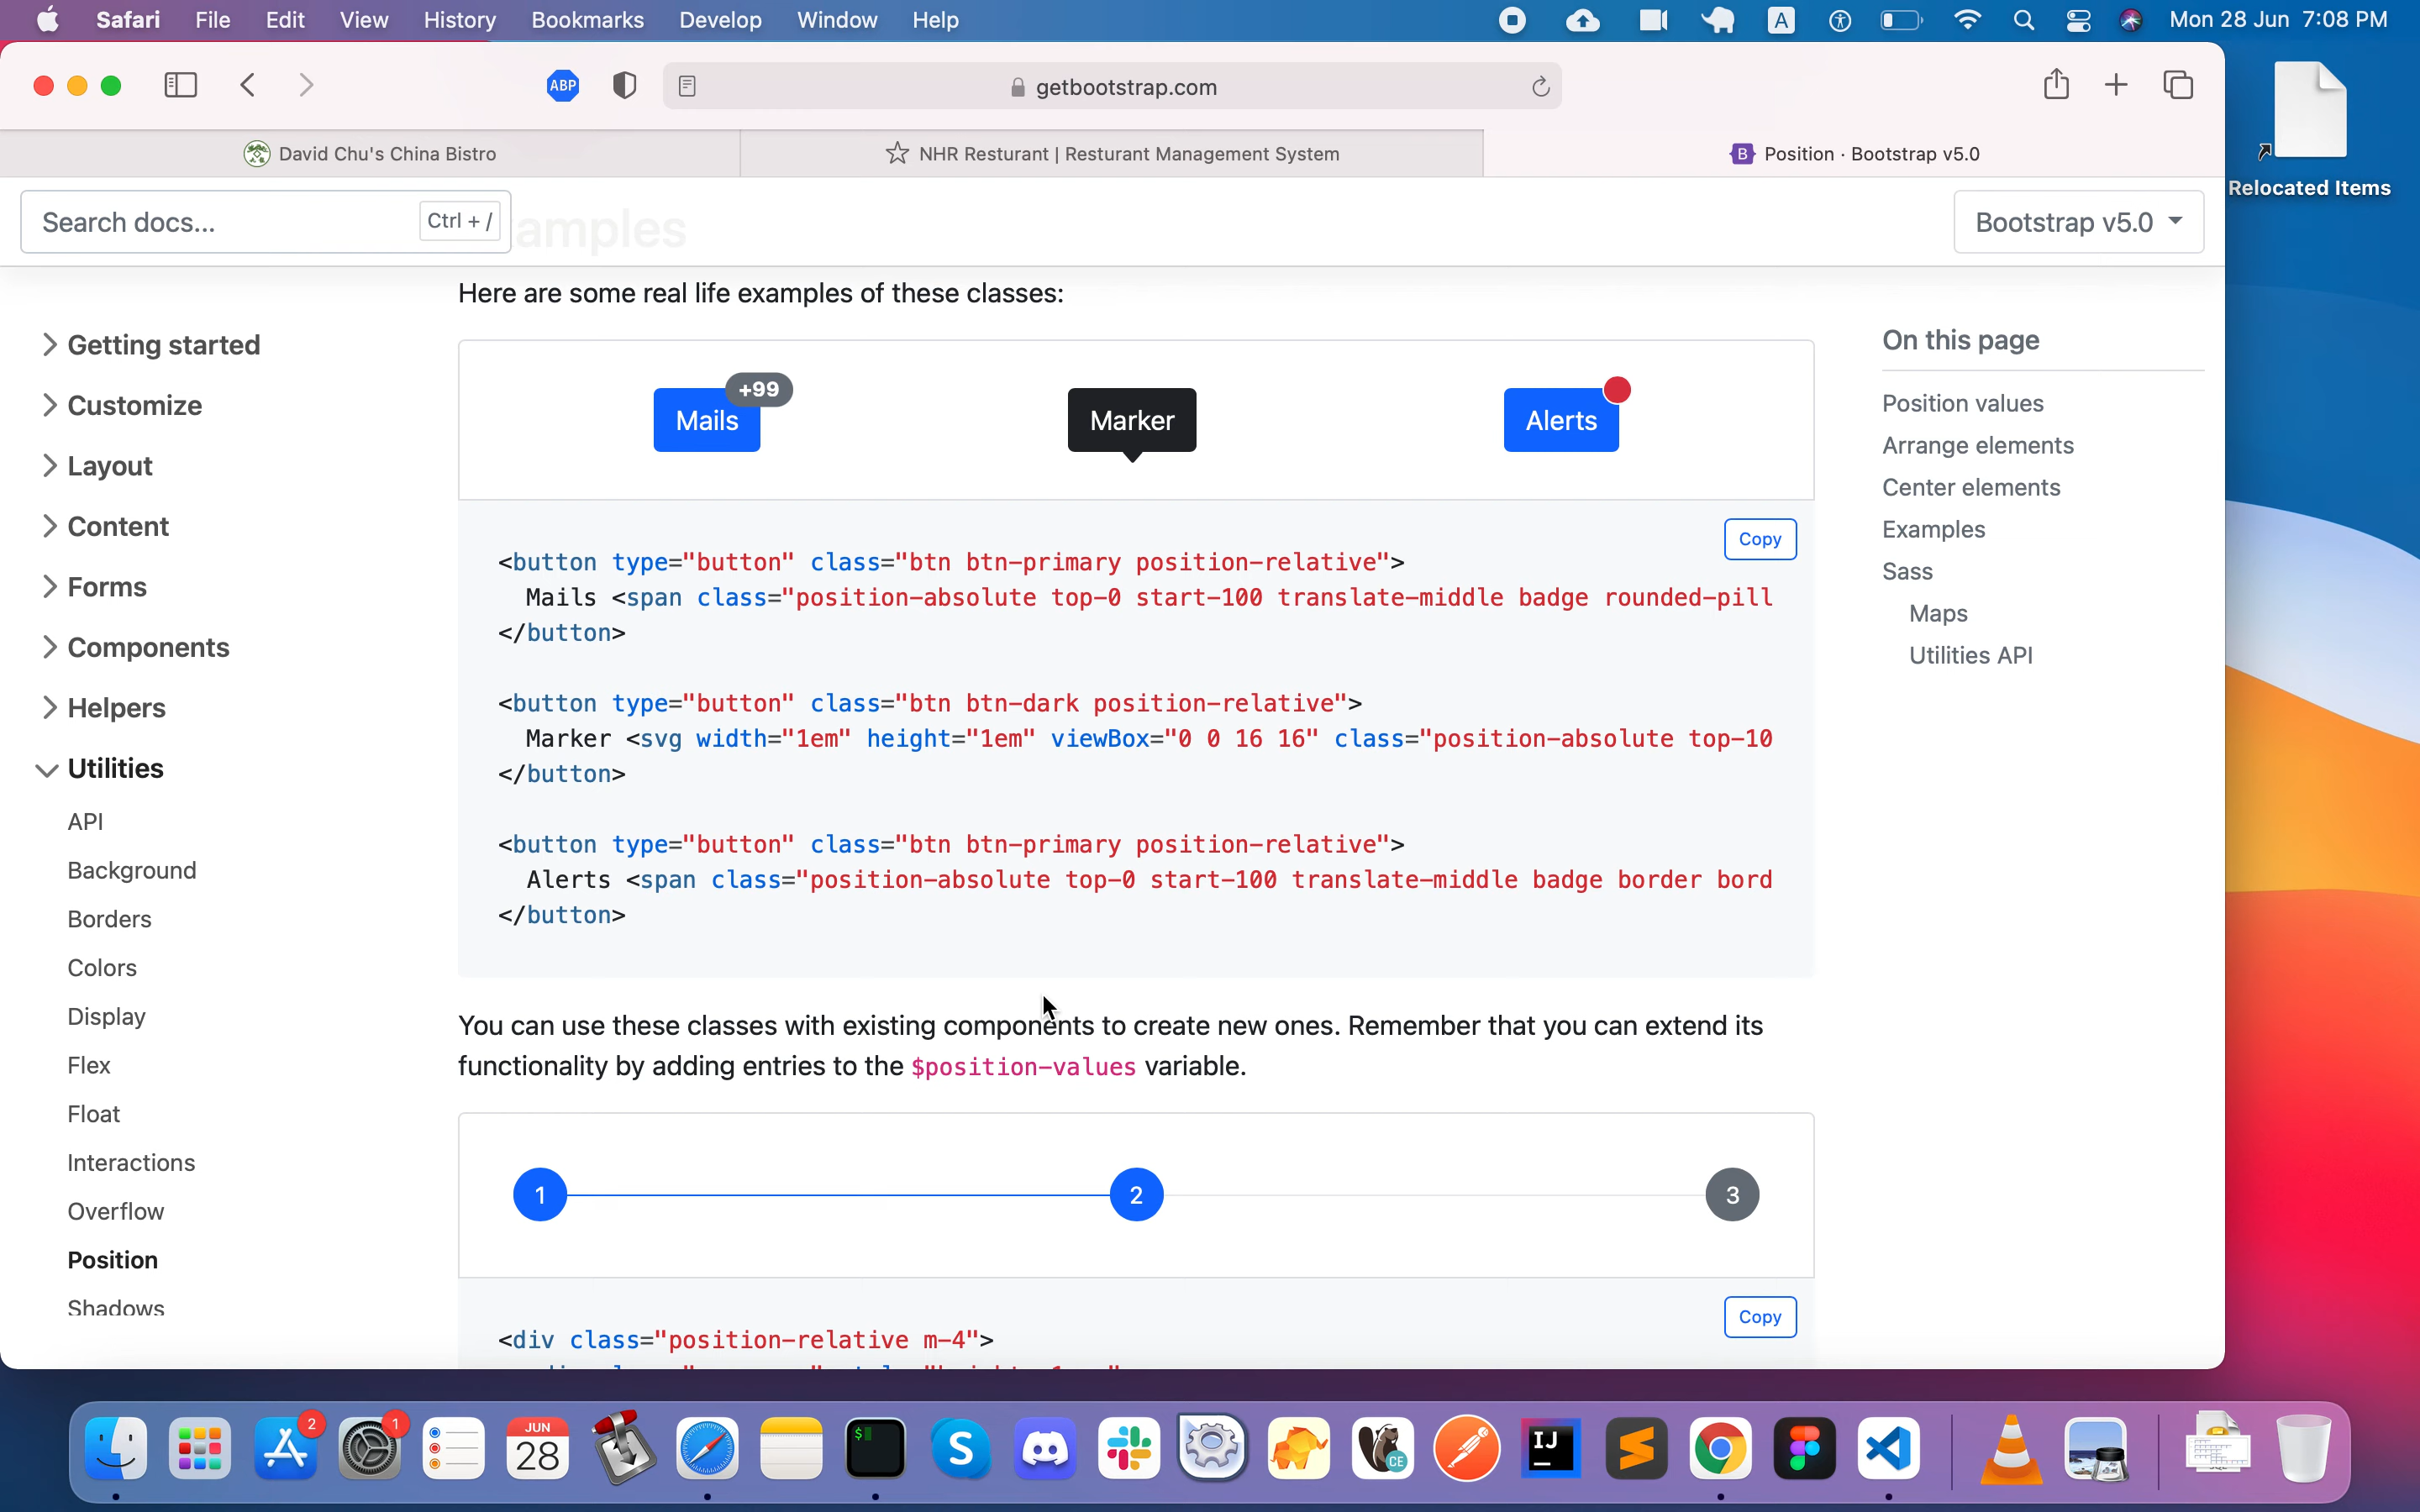 Safari File Edit View History Bookmarks Develop Window Help A Mon 28 Jun 7:08 PM
ABP getbootstrap.com
Relocated Items
David Chu's China Bistro
NHR Resturant | Resturant Management System
B Position · Bootstrap v5.0
Search docs... Ctrl + / amples
Bootstrap v5.0
Getting started
Customize
Layout
Content
Forms
Components
Helpers
Utilities
API
Background
Borders
Colors
Display
Flex
Float
Interactions
Overflow
Position
Shadows
Here are some real life examples of these classes:
Mails +99
Marker
Alerts
Copy
<button type="button" class="btn btn-primary position-relative">
Mails <span class="position-absolute top-0 start-100 translate-middle badge rounded-pill
</button>
<button type="button" class="btn btn-dark position-relative">
Marker <svg width="1em" height="1em" viewBox="0 0 16 16" class="position-absolute top-10
</button>
<button type="button" class="btn btn-primary position-relative">
Alerts <span class="position-absolute top-0 start-100 translate-middle badge border bord
</button>
You can use these classes with existing components to create new ones. Remember that you can extend its
functionality by adding entries to the $position-values variable.
1 2 3
Copy
<div class="position-relative m-4">
On this page
Position values
Arrange elements
Center elements
Examples
Sass
Maps
Utilities API
2 1 JUN 28 $ S CE IJ